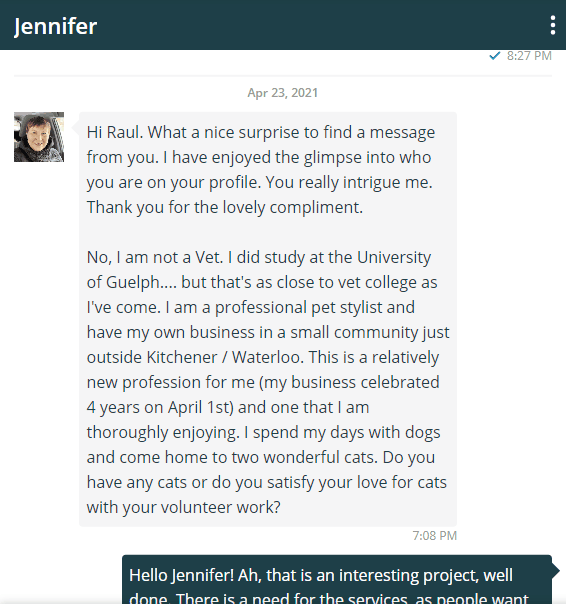 Jennifer
8:27 PM
Apr 23, 2021
Hi Raul. What a nice surprise to find a message
from you. I have enjoyed the glimpse into who
you are on your profile. You really intrigue me.
Thank you for the lovely compliment.
No, I am not a Vet. I did study at the University
of Guelph.... but that's as close to vet college as
I've come. I am a professional pet stylist and
have my own business in a small community just
outside Kitchener / Waterloo. This is a relatively
new profession for me (my business celebrated
4 years on April 1st) and one that I am
thoroughly enjoying. I spend my days with dogs
and come home to two wonderful cats. Do you
have any cats or do you satisfy your love for cats
with your volunteer work?
7:08 PM
Hello Jennifer! Ah, that is an interesting project, well
done. There is a need for the services, as people want